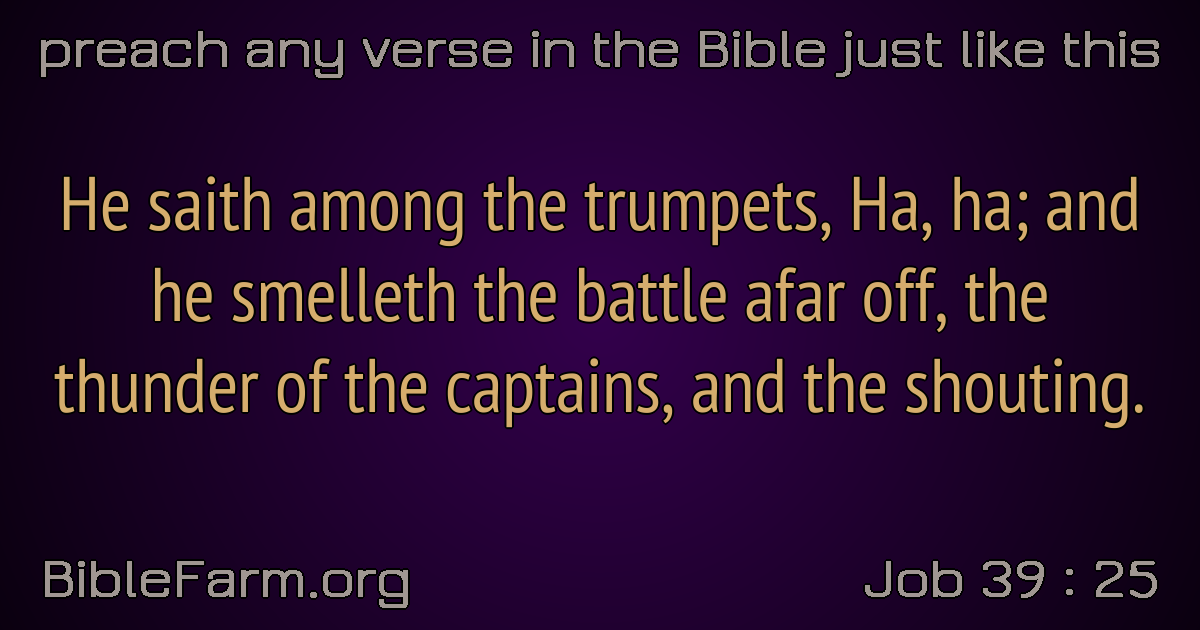 preach any verse in the Bible just like this
He saith among the trumpets, Ha, ha; and
he smelleth the battle afar off, the
thunder of the captains, and the shouting.
BibleFarm.org
Job 39 : 25